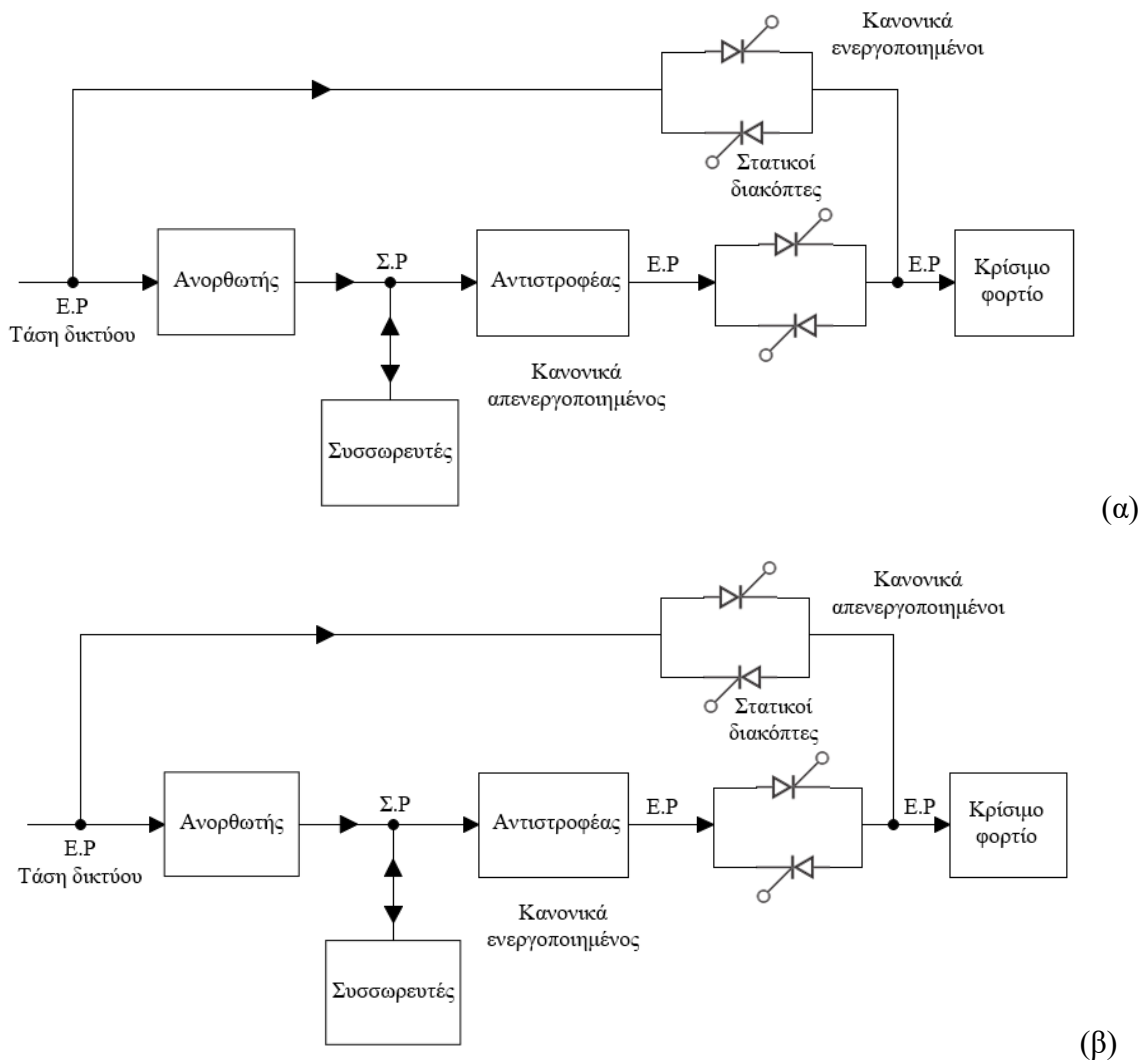 Κανονικά
ενεργοποιημένοι
Στατικοί
διακόπτες
Ανορθωτής
Σ.Ρ
Αντιστροφέας
Ε.Ρ
Ε.Ρ
Κρίσιμο
φορτίο
Ε.Ρ
Τάση δικτύου
Κανονικά
απενεργοποιημένος
Συσσωρευτές
(α)
Κανονικά
απενεργοποιημένοι
Στατικοί
διακόπτες
Ανορθωτής
Σ.Ρ
Αντιστροφέας
Ε.Ρ
Ε.Ρ
Κρίσιμο
φορτίο
Ε.Ρ
Τάση δικτύου
Κανονικά
ενεργοποιημένος
Συσσωρευτές
(β)